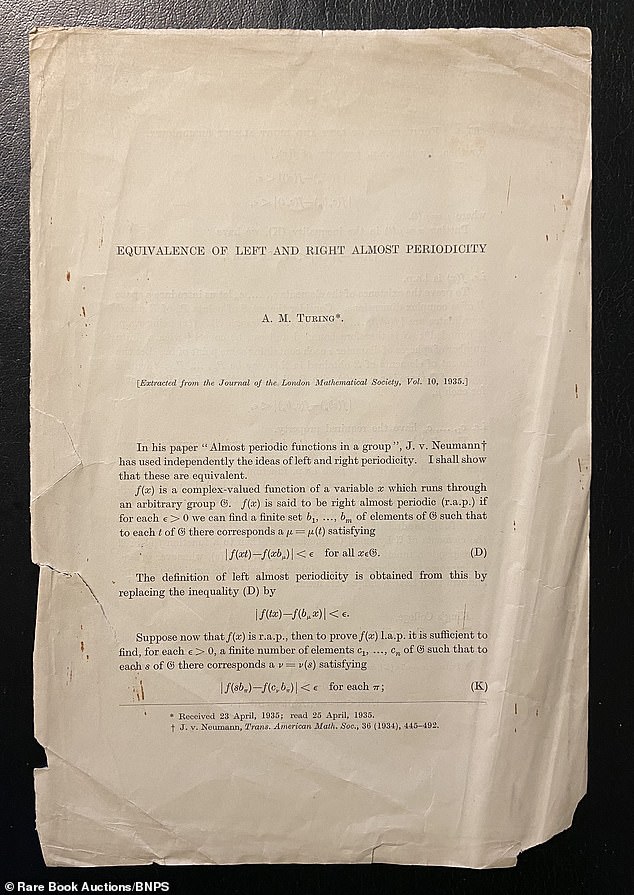 EQUIVALENCE OF LEFT AND RIGHT ALMOST PERIODICITY
A. M. TURING*.
[Extracted from the Journal of the London Mathematical Society, Vol. 10, 1935.]
In his paper “Almost periodic functions in a group”, J. v. Neumann†
has used independently the ideas of left and right periodicity. I shall show
that these are equivalent.
f(x) is a complex-valued function of a variable x which runs through
an arbitrary group 𝔊. f(x) is said to be right almost periodic (r.a.p.) if
for each ϵ > 0 we can find a finite set b₁, ..., bₘ of elements of 𝔊 such that
to each t of 𝔊 there corresponds a μ = μ(t) satisfying
|f(xt)—f(xb_μ)| < ϵ for all xϵ𝔊. (D)
The definition of left almost periodicity is obtained from this by
replacing the inequality (D) by
|f(tx)—f(b_μ x)| < ϵ.
Suppose now that f(x) is r.a.p., then to prove f(x) l.a.p. it is sufficient to
find, for each ϵ > 0, a finite number of elements c₁, ..., cₙ of 𝔊 such that to
each s of 𝔊 there corresponds a ν = ν(s) satisfying
|f(sb_π)—f(c_ν b_π)| < ϵ for each π; (K)
* Received 23 April, 1935; read 25 April, 1935.
† J. v. Neumann, Trans. American Math. Soc., 36 (1934), 445–492.
© Rare Book Auctions/BNPS